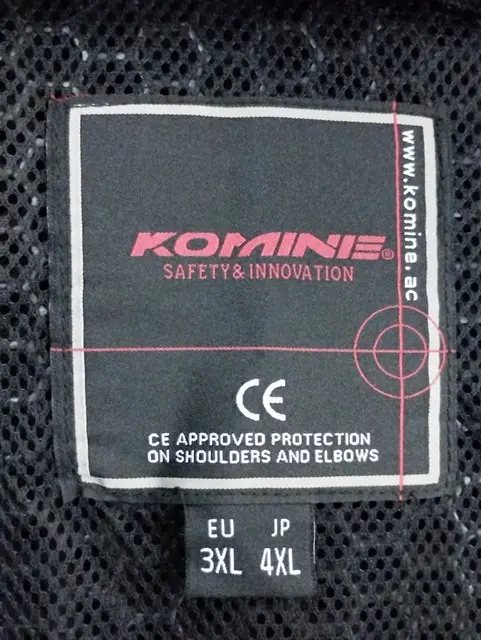 KOMINE®
SAFETY & INNOVATION
www.komine.ac
CE
CE APPROVED PROTECTION
ON SHOULDERS AND ELBOWS
EU JP
3XL 4XL